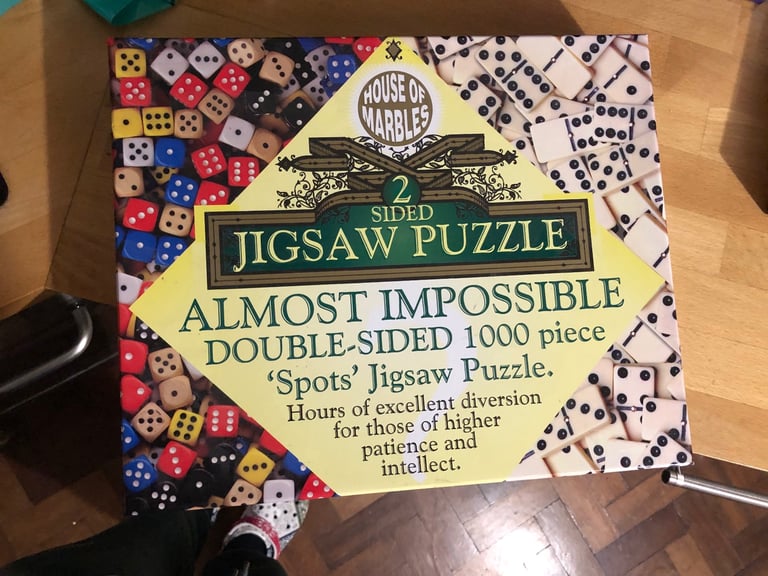 HOUSE OF
MARBLES
2
SIDED
JIGSAW PUZZLE
ALMOST IMPOSSIBLE
DOUBLE-SIDED 1000 piece
'Spots' Jigsaw Puzzle.
Hours of excellent diversion
for those of higher
patience and
intellect.